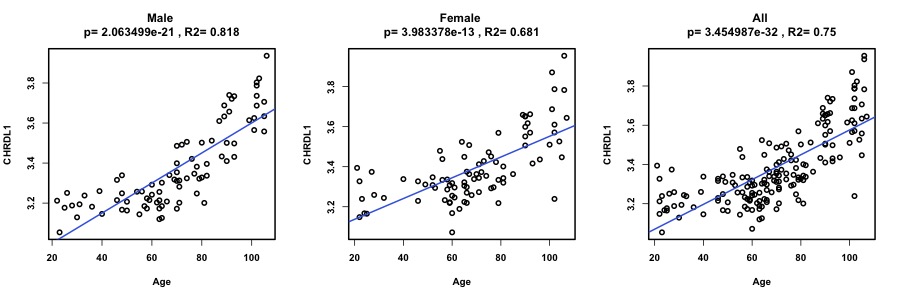 Male
p= 2.063499e-21 , R2= 0.818
CHRDL1
3.8
3.6
3.4
3.2
20 40 60 80 100
Age
Female
p= 3.983378e-13 , R2= 0.681
CHRDL1
3.8
3.6
3.4
3.2
20 40 60 80 100
Age
All
p= 3.454987e-32 , R2= 0.75
CHRDL1
3.8
3.6
3.4
3.2
20 40 60 80 100
Age